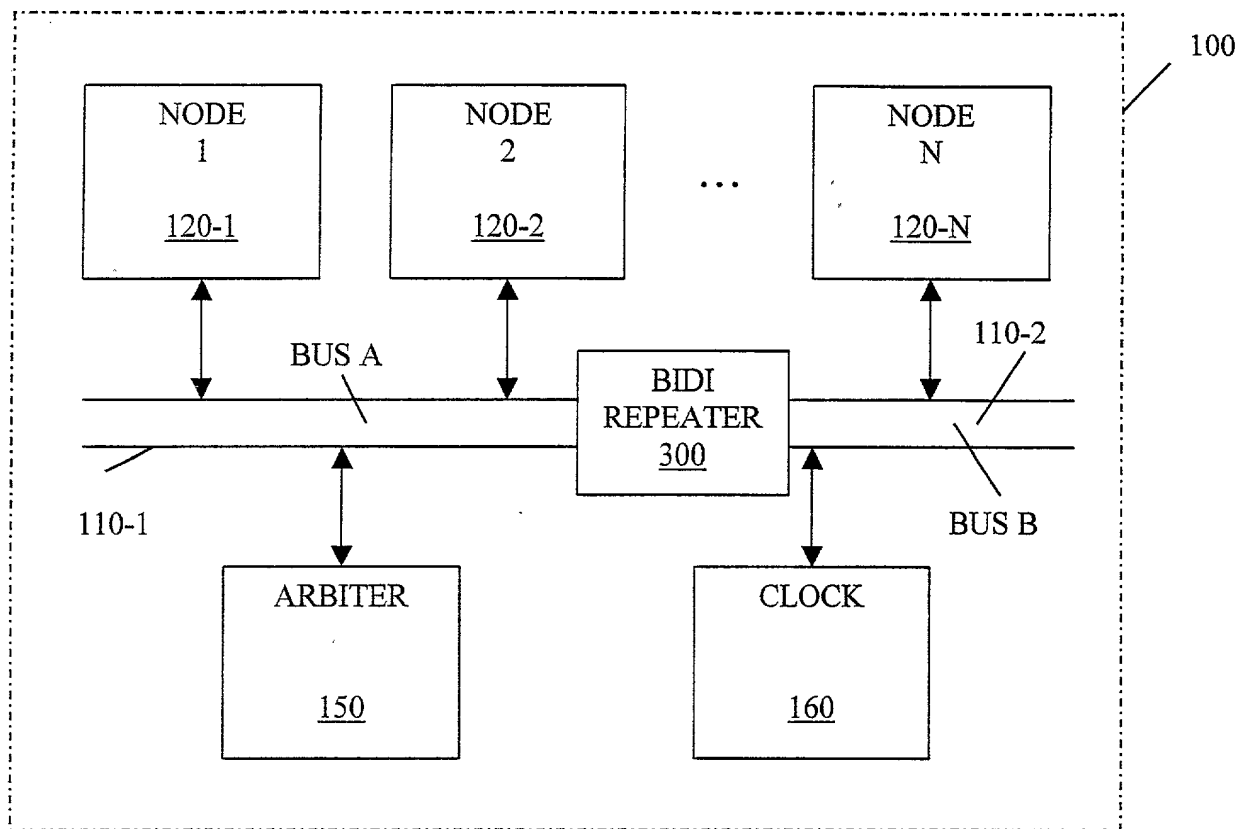 100
NODE
1
120-1
NODE
2
120-2
...
NODE
N
120-N
BUS A
BIDI
REPEATER
300
110-2
110-1
BUS B
ARBITER
150
CLOCK
160